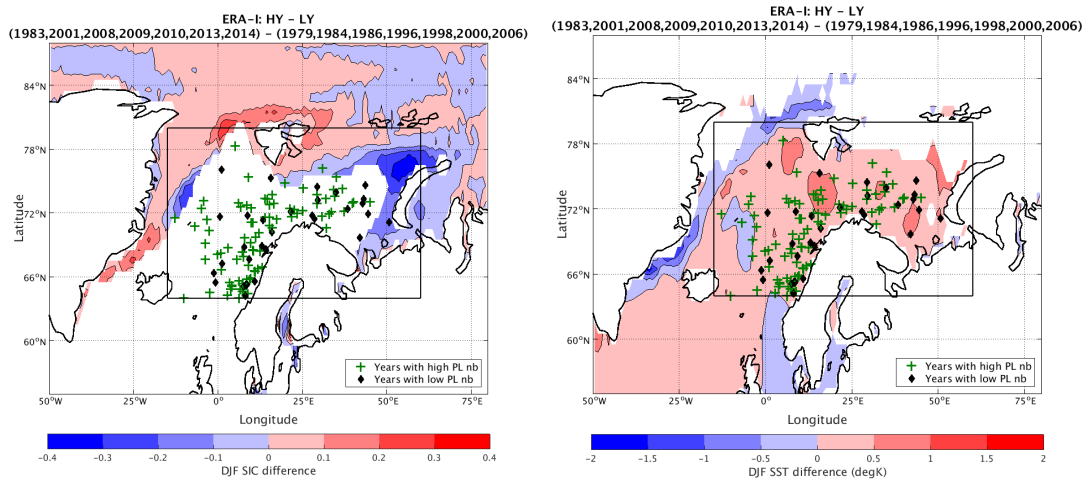 ERA-I: HY – LY
(1983,2001,2008,2009,2010,2013,2014) – (1979,1984,1986,1996,1998,2000,2006)
84°N
78°N
72°N
66°N
60°N
Latitude
50°W
25°W
0°
25°E
50°E
75°E
Longitude
Years with high PL nb
Years with low PL nb
−0.4
−0.3
−0.2
−0.1
0
0.1
0.2
0.3
0.4
DJF SIC difference
ERA-I: HY – LY
(1983,2001,2008,2009,2010,2013,2014) – (1979,1984,1986,1996,1998,2000,2006)
84°N
78°N
72°N
66°N
60°N
Latitude
50°W
25°W
0°
25°E
50°E
75°E
Longitude
Years with high PL nb
Years with low PL nb
−2
−1.5
−1
−0.5
0
0.5
1
1.5
2
DJF SST difference (degK)